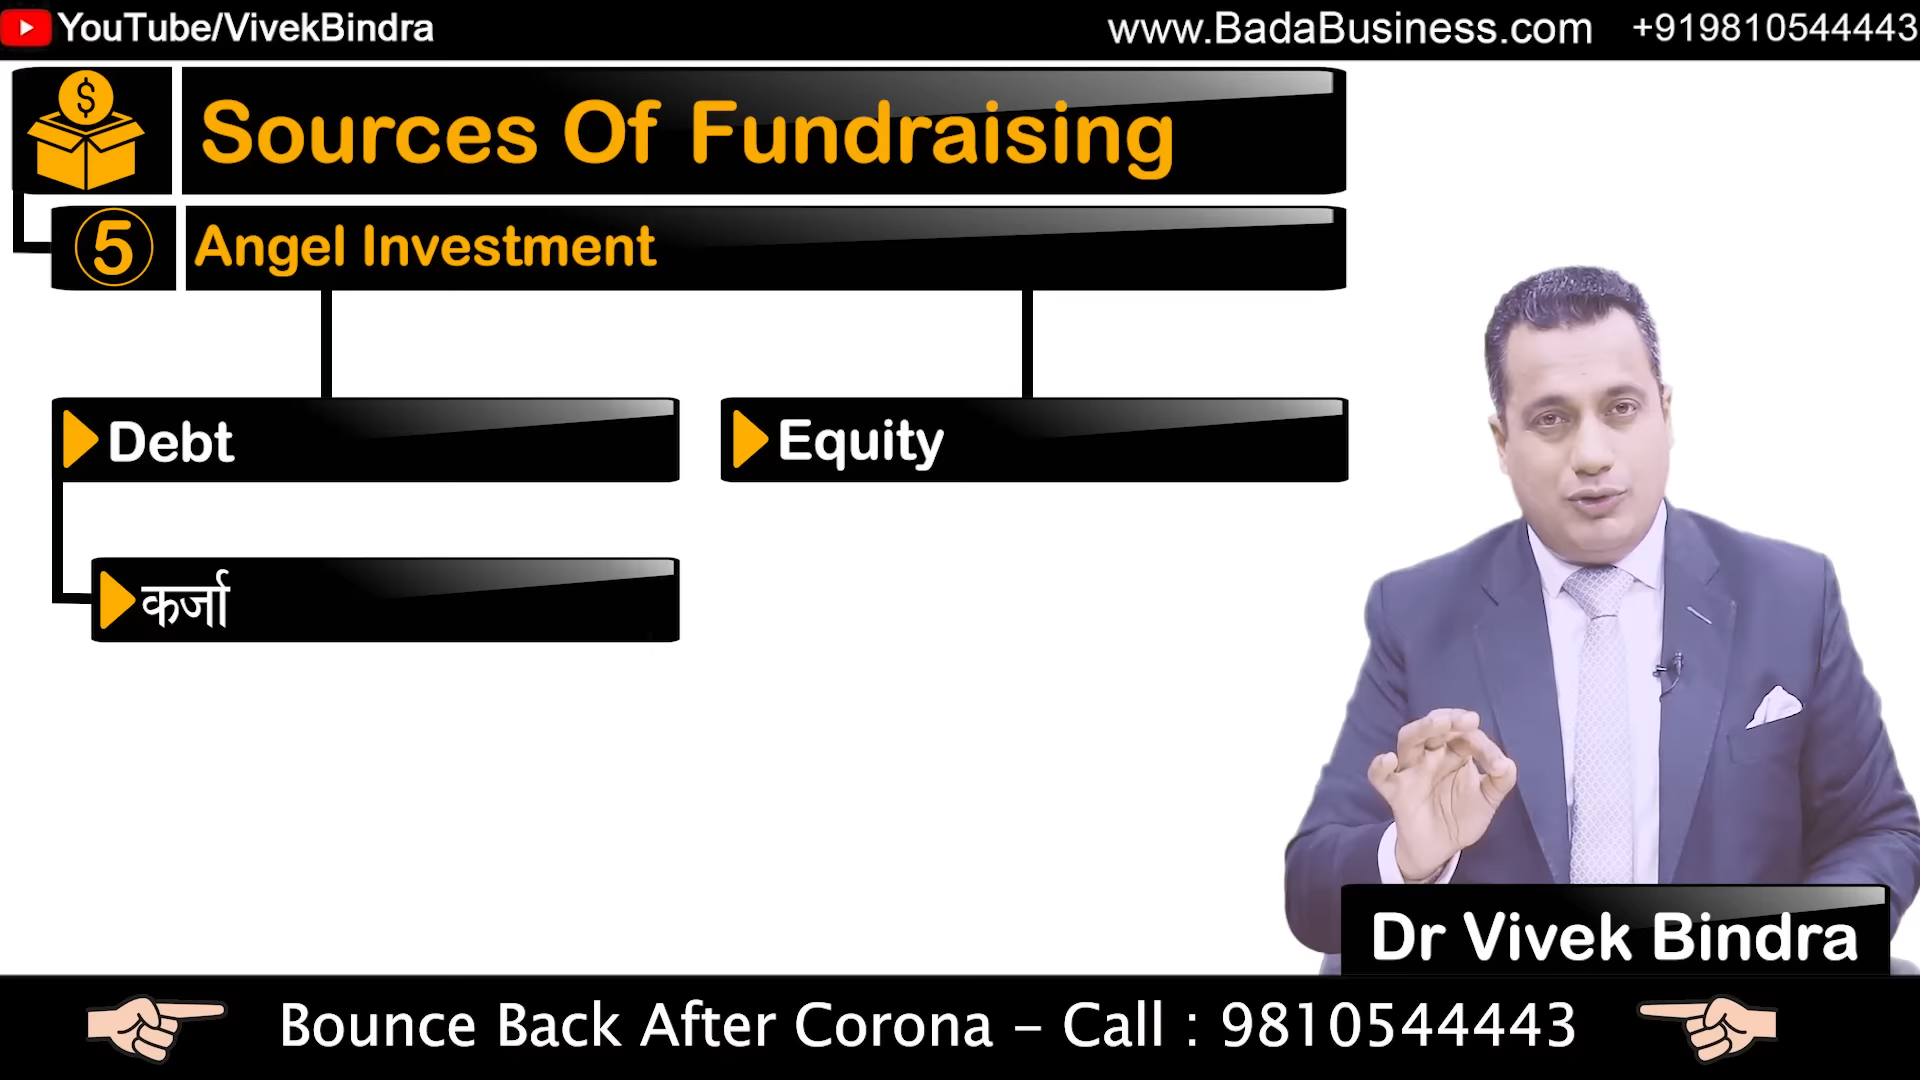 YouTube/VivekBindra
www.BadaBusiness.com +919810544443
$
Sources Of Fundraising
5 Angel Investment
Debt
Equity
कर्जा
Dr Vivek Bindra
Bounce Back After Corona – Call : 9810544443